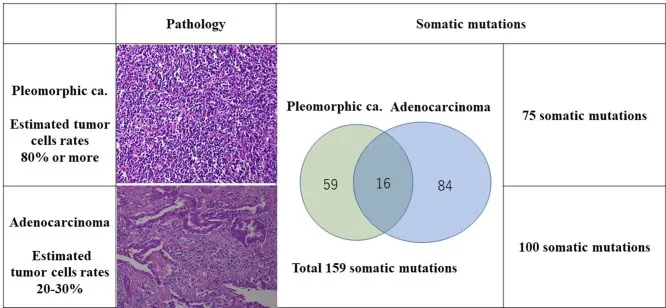 Pathology
Somatic mutations
Pleomorphic ca.
Estimated tumor
cells rates
80% or more
Pleomorphic ca.
Adenocarcinoma
59
16
84
Total 159 somatic mutations
75 somatic mutations
Adenocarcinoma
Estimated
tumor cells rates
20-30%
100 somatic mutations